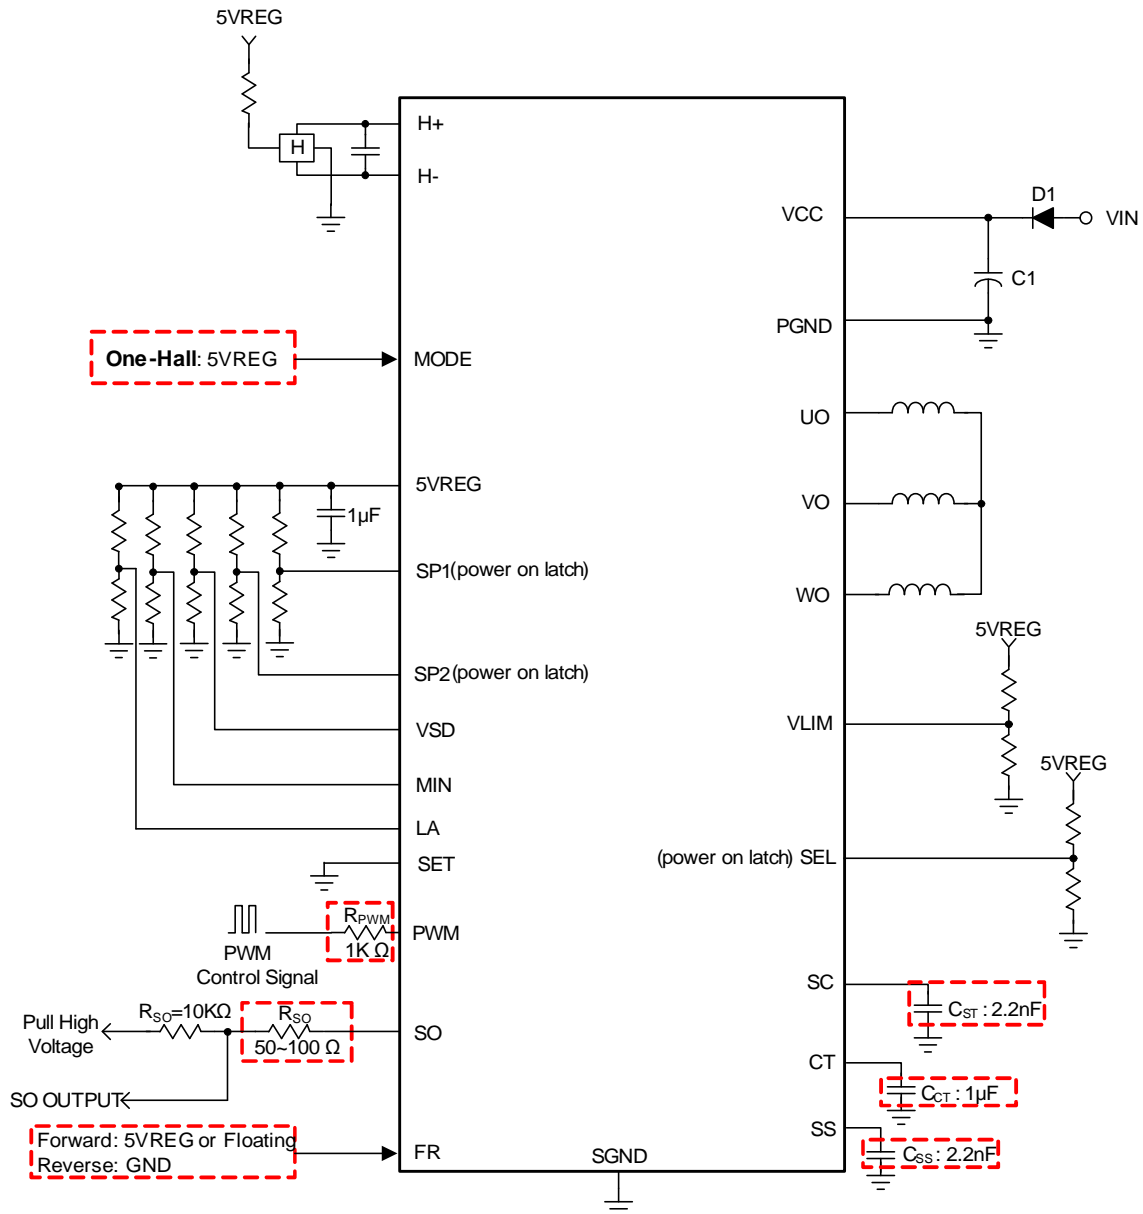 5VREG
H+
H
H-
VCC
D1
VIN
C1
PGND
One-Hall: 5VREG
MODE
UO
5VREG
1µF
VO
SP1(power on latch)
WO
5VREG
SP2(power on latch)
VSD
VLIM
5VREG
MIN
LA
SET
(power on latch) SEL
RPWM
1K Ω
PWM
PWM
Control Signal
SC
CST : 2.2nF
RSO=10KΩ
RSO
50~100 Ω
SO
Pull High
Voltage
CT
CCT : 1µF
SO OUTPUT
SS
CSS : 2.2nF
Forward: 5VREG or Floating
Reverse: GND
FR
SGND